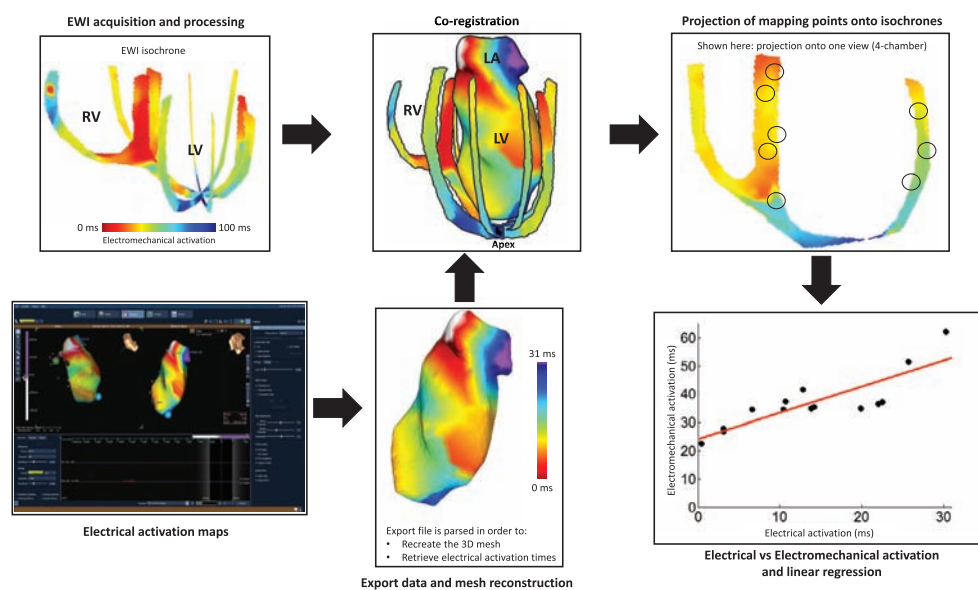 EWI acquisition and processing
EWI isochrone
RV
LV
0 ms
100 ms
Electromechanical activation
Co-registration
LA
RV
LV
Apex
Projection of mapping points onto isochrones
Shown here: projection onto one view (4-chamber)
Electrical activation maps
31 ms
0 ms
Export file is parsed in order to:
• Recreate the 3D mesh
• Retrieve electrical activation times
Export data and mesh reconstruction
Electromechanical activation (ms)
60
50
40
30
20
10
0
0
10
20
30
Electrical activation (ms)
Electrical vs Electromechanical activation
and linear regression